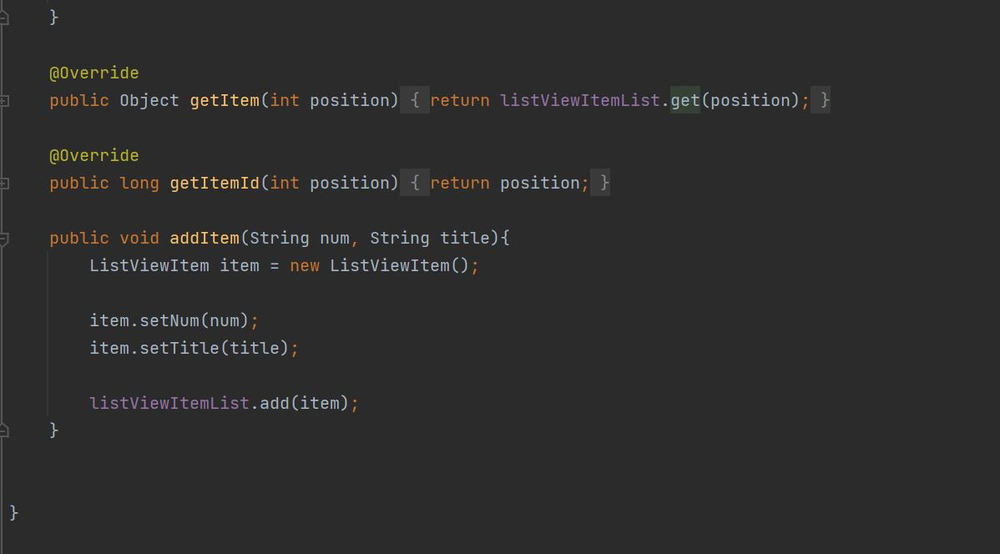 }

    @Override
    public Object getItem(int position) { return listViewItemList.get(position); }

    @Override
    public long getItemId(int position) { return position; }

    public void addItem(String num, String title){
        ListViewItem item = new ListViewItem();

        item.setNum(num);
        item.setTitle(title);

        listViewItemList.add(item);
    }


}